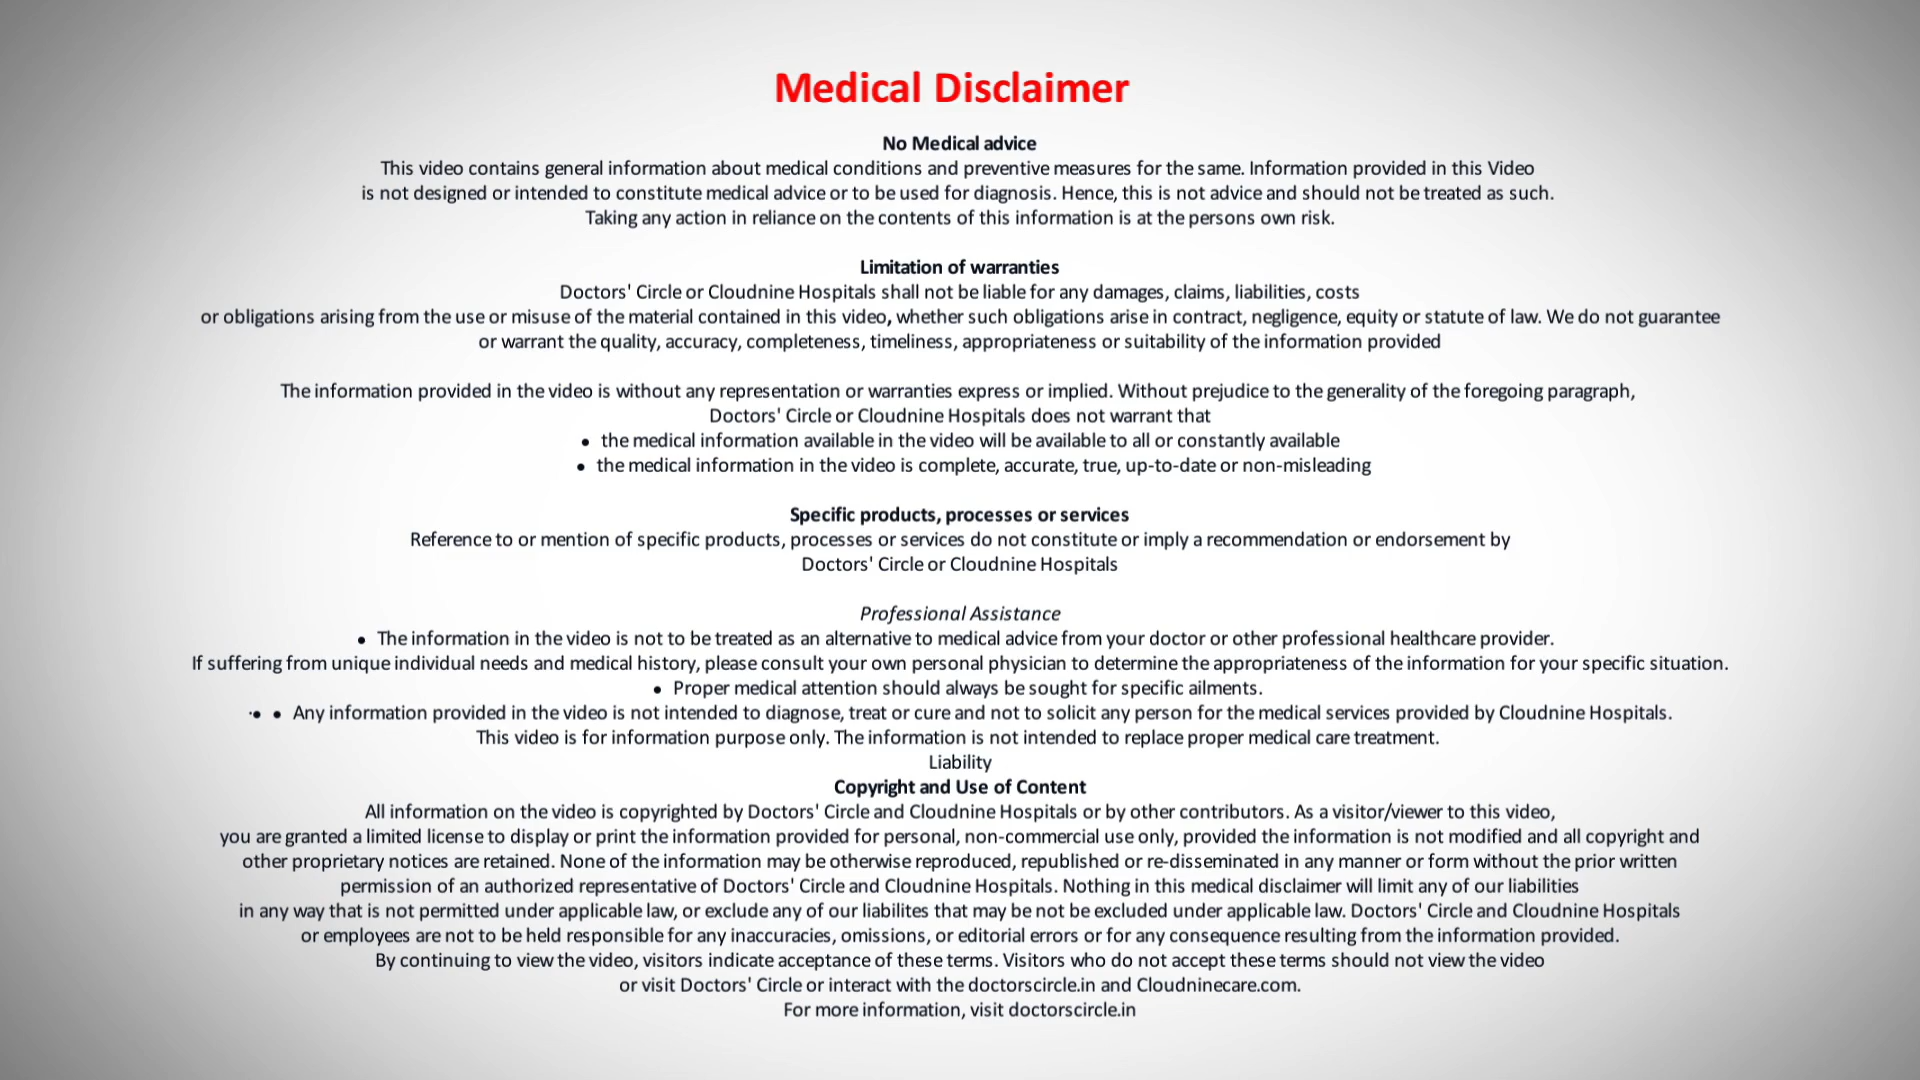 Medical Disclaimer
No Medical advice
This video contains general information about medical conditions and preventive measures for the same. Information provided in this Video
is not designed or intended to constitute medical advice or to be used for diagnosis. Hence, this is not advice and should not be treated as such.
Taking any action in reliance on the contents of this information is at the persons own risk.
Limitation of warranties
Doctors' Circle or Cloudnine Hospitals shall not be liable for any damages, claims, liabilities, costs
or obligations arising from the use or misuse of the material contained in this video, whether such obligations arise in contract, negligence, equity or statute of law. We do not guarantee
or warrant the quality, accuracy, completeness, timeliness, appropriateness or suitability of the information provided
The information provided in the video is without any representation or warranties express or implied. Without prejudice to the generality of the foregoing paragraph,
Doctors' Circle or Cloudnine Hospitals does not warrant that
• the medical information available in the video will be available to all or constantly available
• the medical information in the video is complete, accurate, true, up-to-date or non-misleading
Specific products, processes or services
Reference to or mention of specific products, processes or services do not constitute or imply a recommendation or endorsement by
Doctors' Circle or Cloudnine Hospitals
Professional Assistance
• The information in the video is not to be treated as an alternative to medical advice from your doctor or other professional healthcare provider.
If suffering from unique individual needs and medical history, please consult your own personal physician to determine the appropriateness of the information for your specific situation.
• Proper medical attention should always be sought for specific ailments.
·• • Any information provided in the video is not intended to diagnose, treat or cure and not to solicit any person for the medical services provided by Cloudnine Hospitals.
This video is for information purpose only. The information is not intended to replace proper medical care treatment.
Liability
Copyright and Use of Content
All information on the video is copyrighted by Doctors' Circle and Cloudnine Hospitals or by other contributors. As a visitor/viewer to this video,
you are granted a limited license to display or print the information provided for personal, non-commercial use only, provided the information is not modified and all copyright and
other proprietary notices are retained. None of the information may be otherwise reproduced, republished or re-disseminated in any manner or form without the prior written
permission of an authorized representative of Doctors' Circle and Cloudnine Hospitals. Nothing in this medical disclaimer will limit any of our liabilities
in any way that is not permitted under applicable law, or exclude any of our liabilites that may be not be excluded under applicable law. Doctors' Circle and Cloudnine Hospitals
or employees are not to be held responsible for any inaccuracies, omissions, or editorial errors or for any consequence resulting from the information provided.
By continuing to view the video, visitors indicate acceptance of these terms. Visitors who do not accept these terms should not view the video
or visit Doctors' Circle or interact with the doctorscircle.in and Cloudninecare.com.
For more information, visit doctorscircle.in